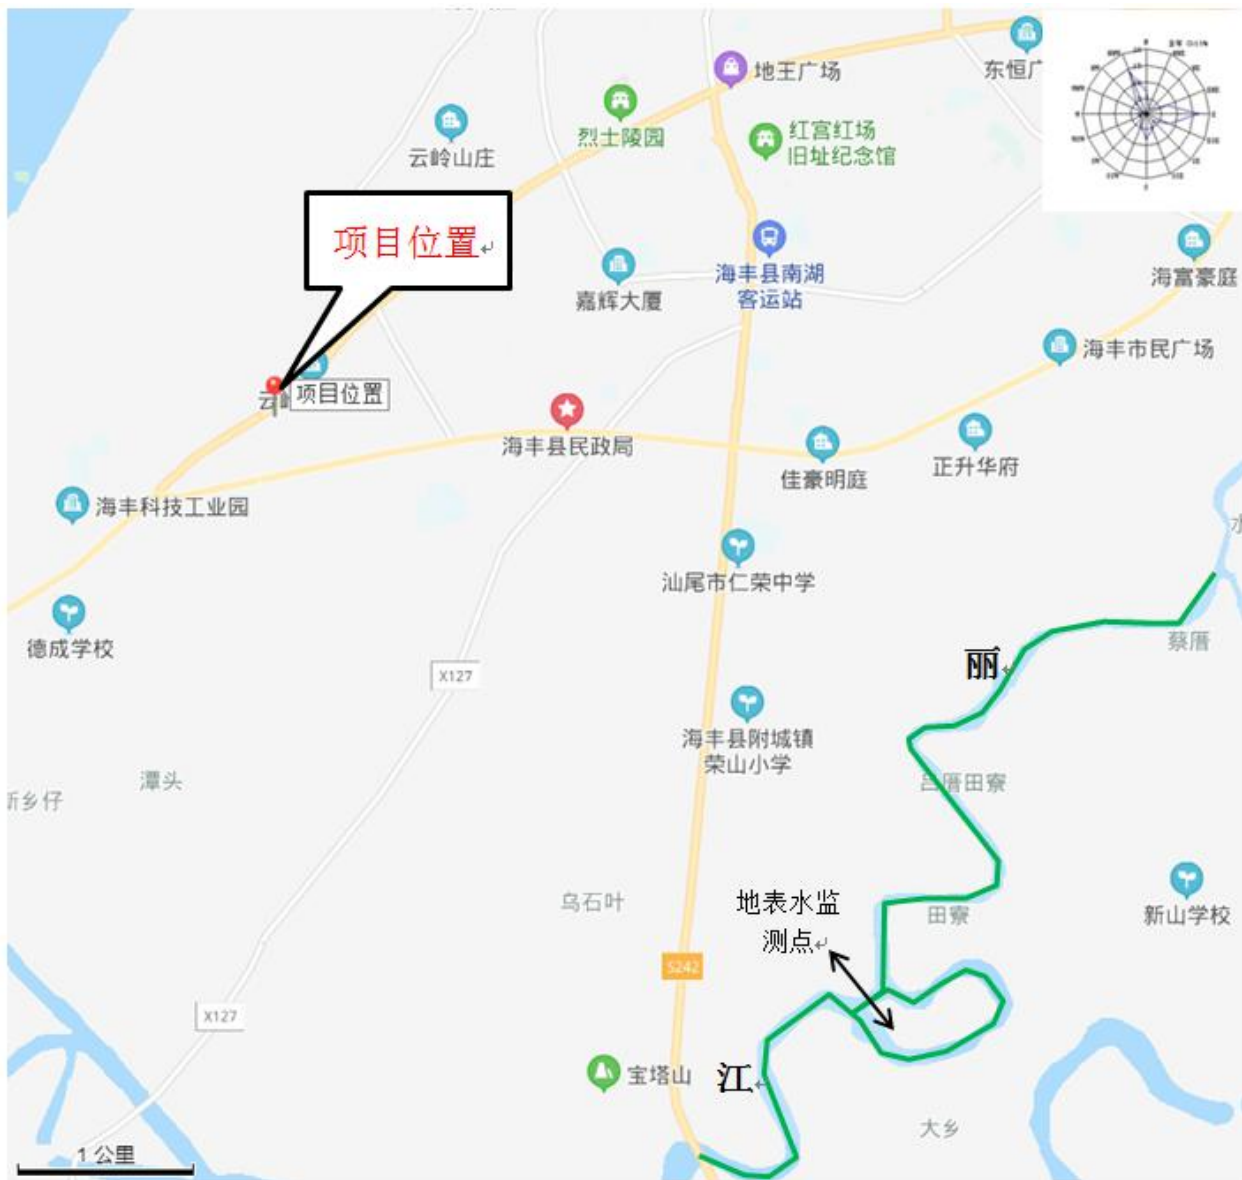 地王广场
东恒广
云岭山庄
烈士陵园
红宫红场
旧址纪念馆
项目位置
海丰县南湖
客运站
嘉辉大厦
海富豪庭
海丰市民广场
项目位置
海丰县民政局
佳豪明庭
正升华府
海丰科技工业园
汕尾市仁荣中学
德成学校
蔡厝
丽
X127
海丰县附城镇
荣山小学
潭头
新乡仔
吕厝田寮
乌石叶
地表水监
测点
田寮
新山学校
S242
X127
宝塔山
江
大乡
1 公里